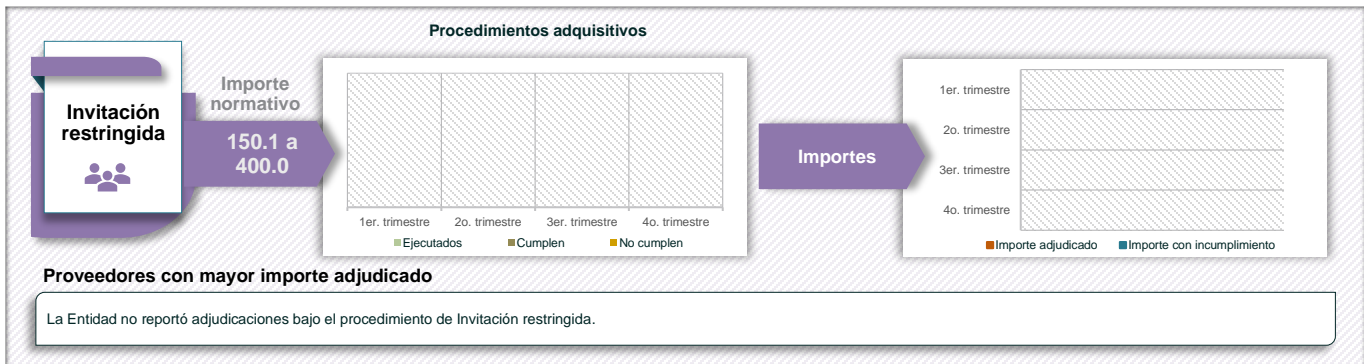 Procedimientos adquisitivos
Invitación
restringida
Importe
normativo
150.1 a
400.0
1er. trimestre
2o. trimestre
3er. trimestre
4o. trimestre
Ejecutados
Cumplen
No cumplen
Importes
1er. trimestre
2o. trimestre
3er. trimestre
4o. trimestre
Importe adjudicado
Importe con incumplimiento
Proveedores con mayor importe adjudicado
La Entidad no reportó adjudicaciones bajo el procedimiento de Invitación restringida.